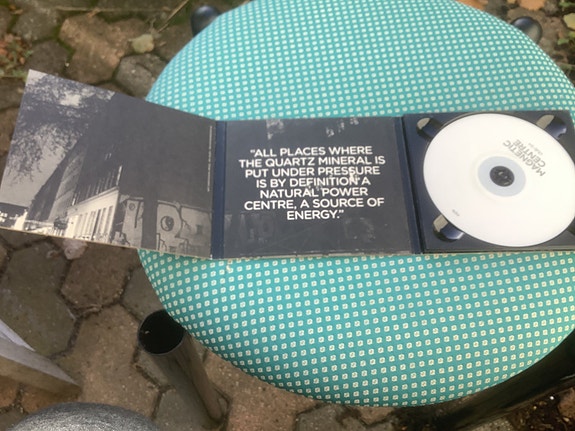 "ALL PLACES WHERE
THE QUARTZ MINERAL IS
PUT UNDER PRESSURE
IS BY DEFINITION A
NATURAL POWER
CENTRE, A SOURCE OF
ENERGY."
MAGNETIC
CENTRE